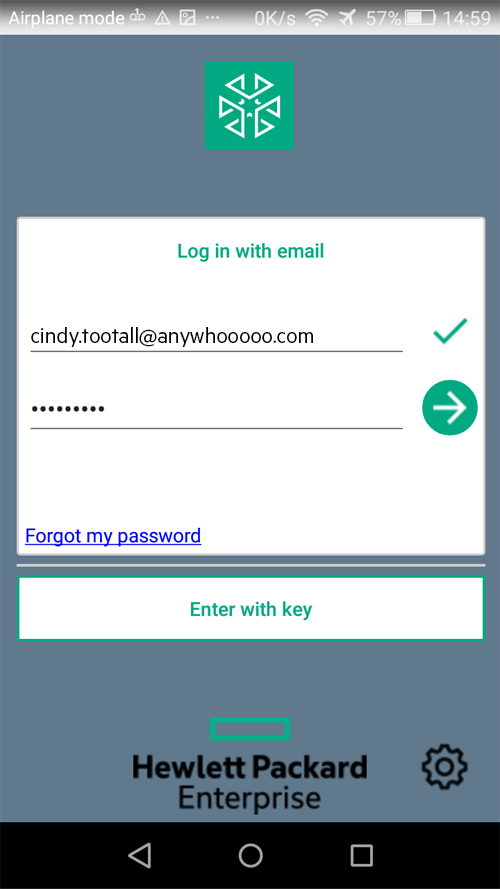 Airplane mode ... 0K/s 57% 14:59
Log in with email
cindy.tootall@anywhooooo.com
•••••••••
Forgot my password
Enter with key
Hewlett Packard
Enterprise